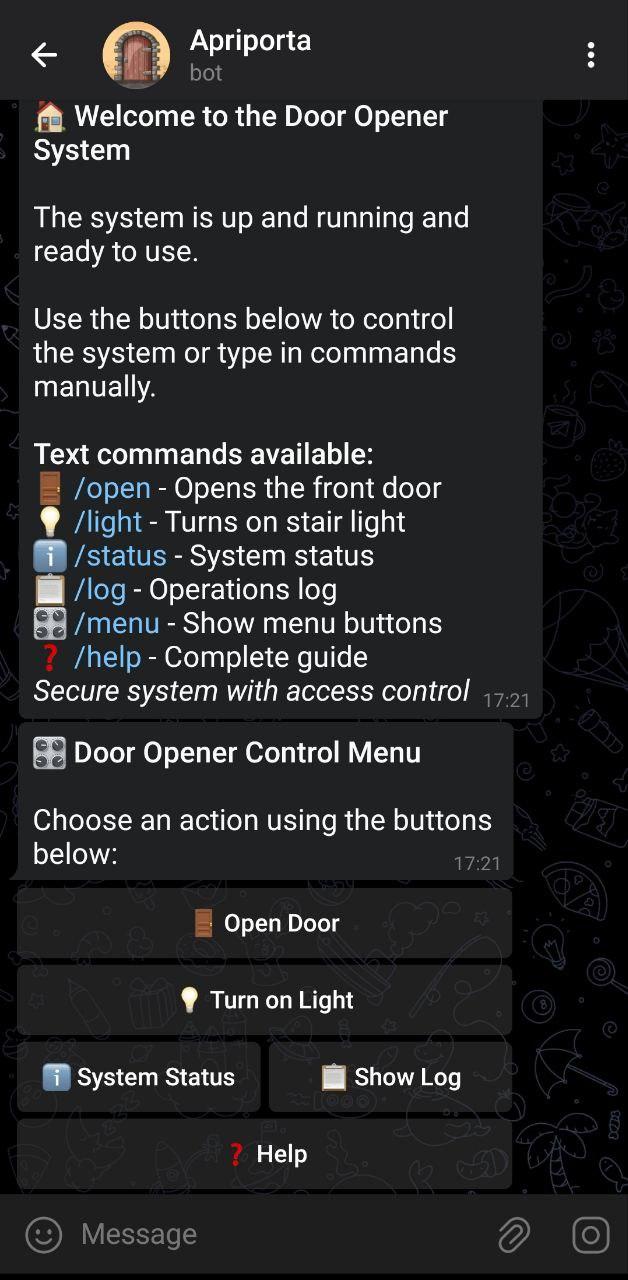 Apriporta
bot
🏠 Welcome to the Door Opener
System
The system is up and running and
ready to use.
Use the buttons below to control
the system or type in commands
manually.
Text commands available:
🚪 /open - Opens the front door
💡 /light - Turns on stair light
ℹ️ /status - System status
📋 /log - Operations log
🎛️ /menu - Show menu buttons
❓ /help - Complete guide
Secure system with access control 17:21
🎛️ Door Opener Control Menu
Choose an action using the buttons
below: 17:21
🚪 Open Door
💡 Turn on Light
ℹ️ System Status 📋 Show Log
❓ Help
Message